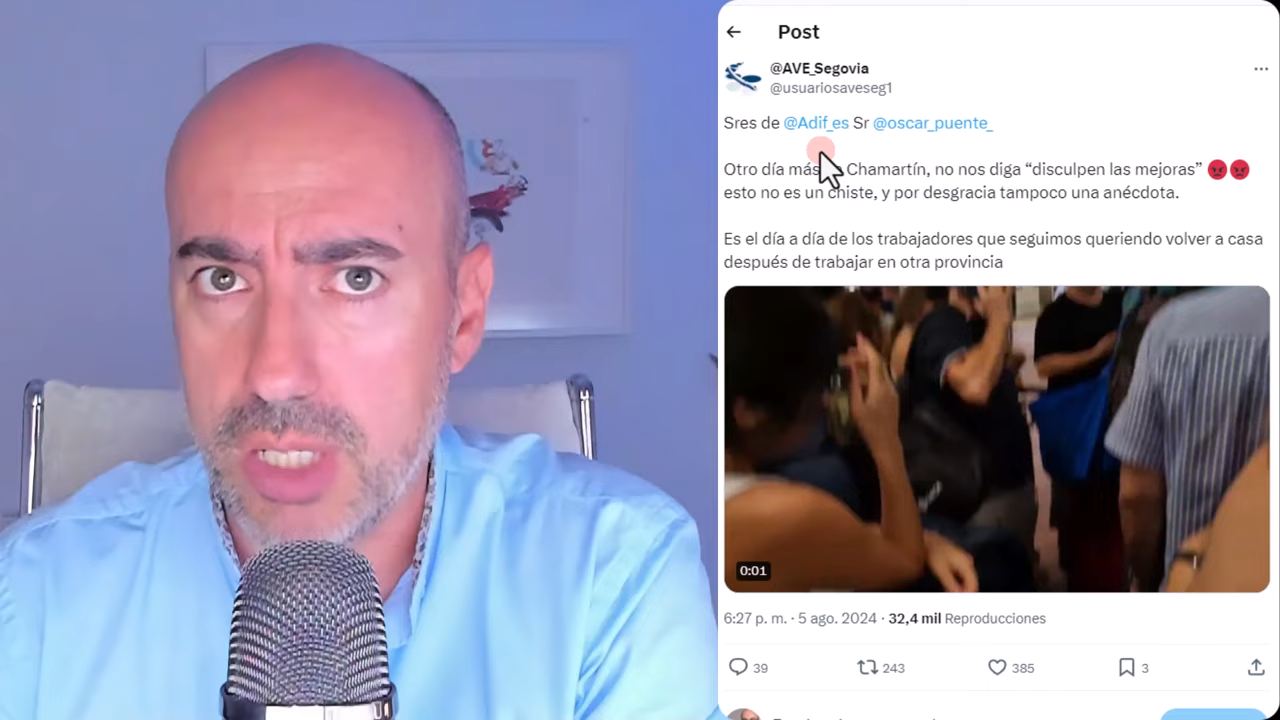 Post
@AVE_Segovia
@usuariosaveseg1
Sres de @Adif_es Sr @oscar_puente_
Otro día más Chamartín, no nos diga “disculpen las mejoras” 😡😡
esto no es un chiste, y por desgracia tampoco una anécdota.
Es el día a día de los trabajadores que seguimos queriendo volver a casa
después de trabajar en otra provincia
0:01
6:27 p. m. · 5 ago. 2024 · 32,4 mil Reproducciones
39
243
385
3